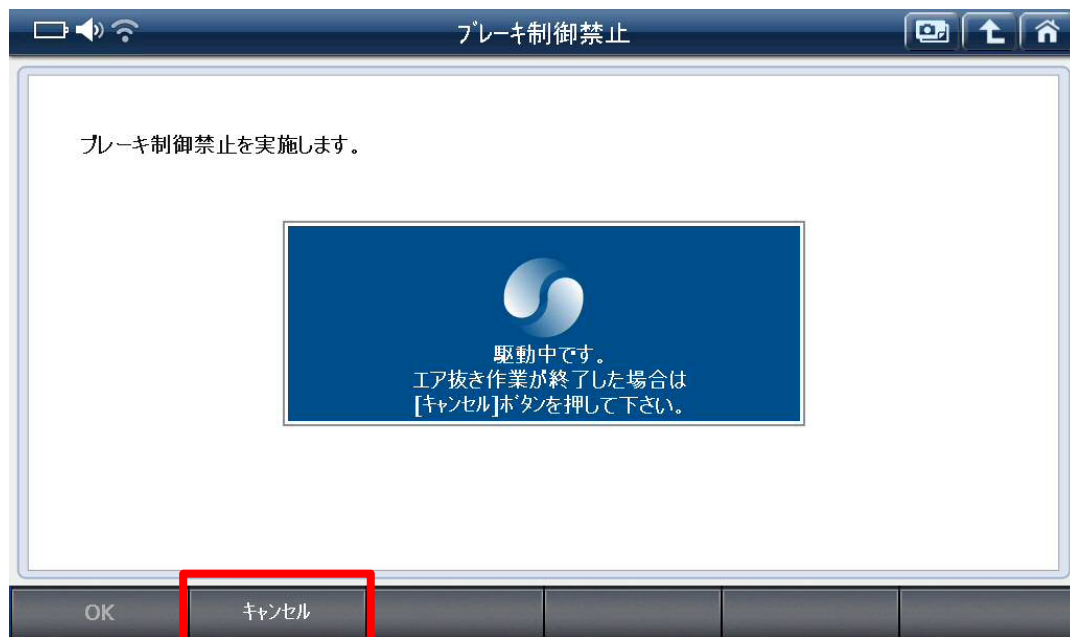 ブレーキ制御禁止
ブレーキ制御禁止を実施します。
駆動中です。
エア抜き作業が終了した場合は
[キャンセル]ボタンを押して下さい。
OK
キャンセル